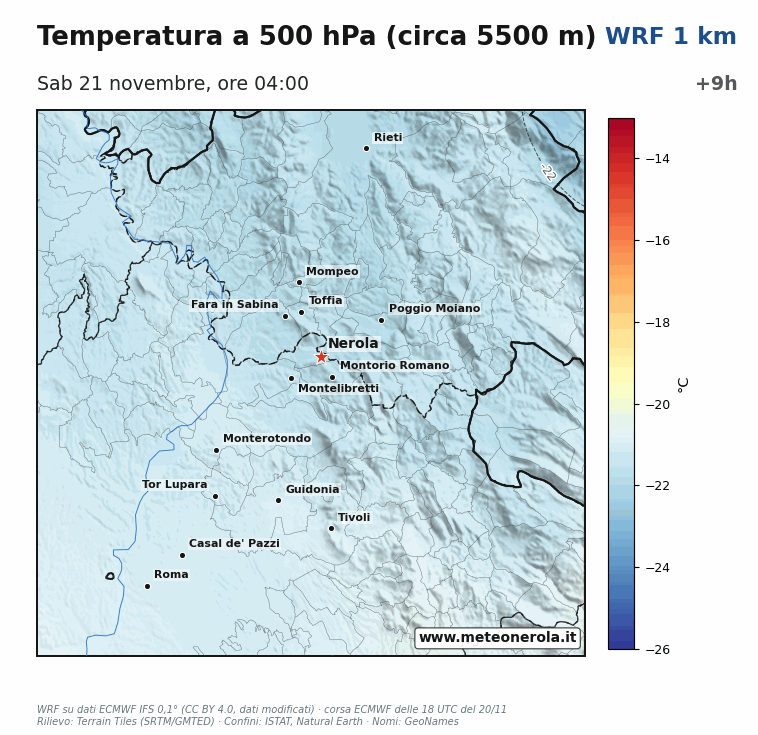 Temperatura a 500 hPa (circa 5500 m) WRF 1 km
Sab 21 novembre, ore 04:00 +9h
Rieti
-22
Mompeo
Fara in Sabina
Toffia
Poggio Moiano
Nerola
Montorio Romano
Montelibretti
Monterotondo
Tor Lupara
Guidonia
Tivoli
Casal de' Pazzi
Roma
www.meteonerola.it
−14
−16
−18
−20
−22
−24
−26
°C
WRF su dati ECMWF IFS 0,1° (CC BY 4.0, dati modificati) · corsa ECMWF delle 18 UTC del 20/11
Rilievo: Terrain Tiles (SRTM/GMTED) · Confini: ISTAT, Natural Earth · Nomi: GeoNames